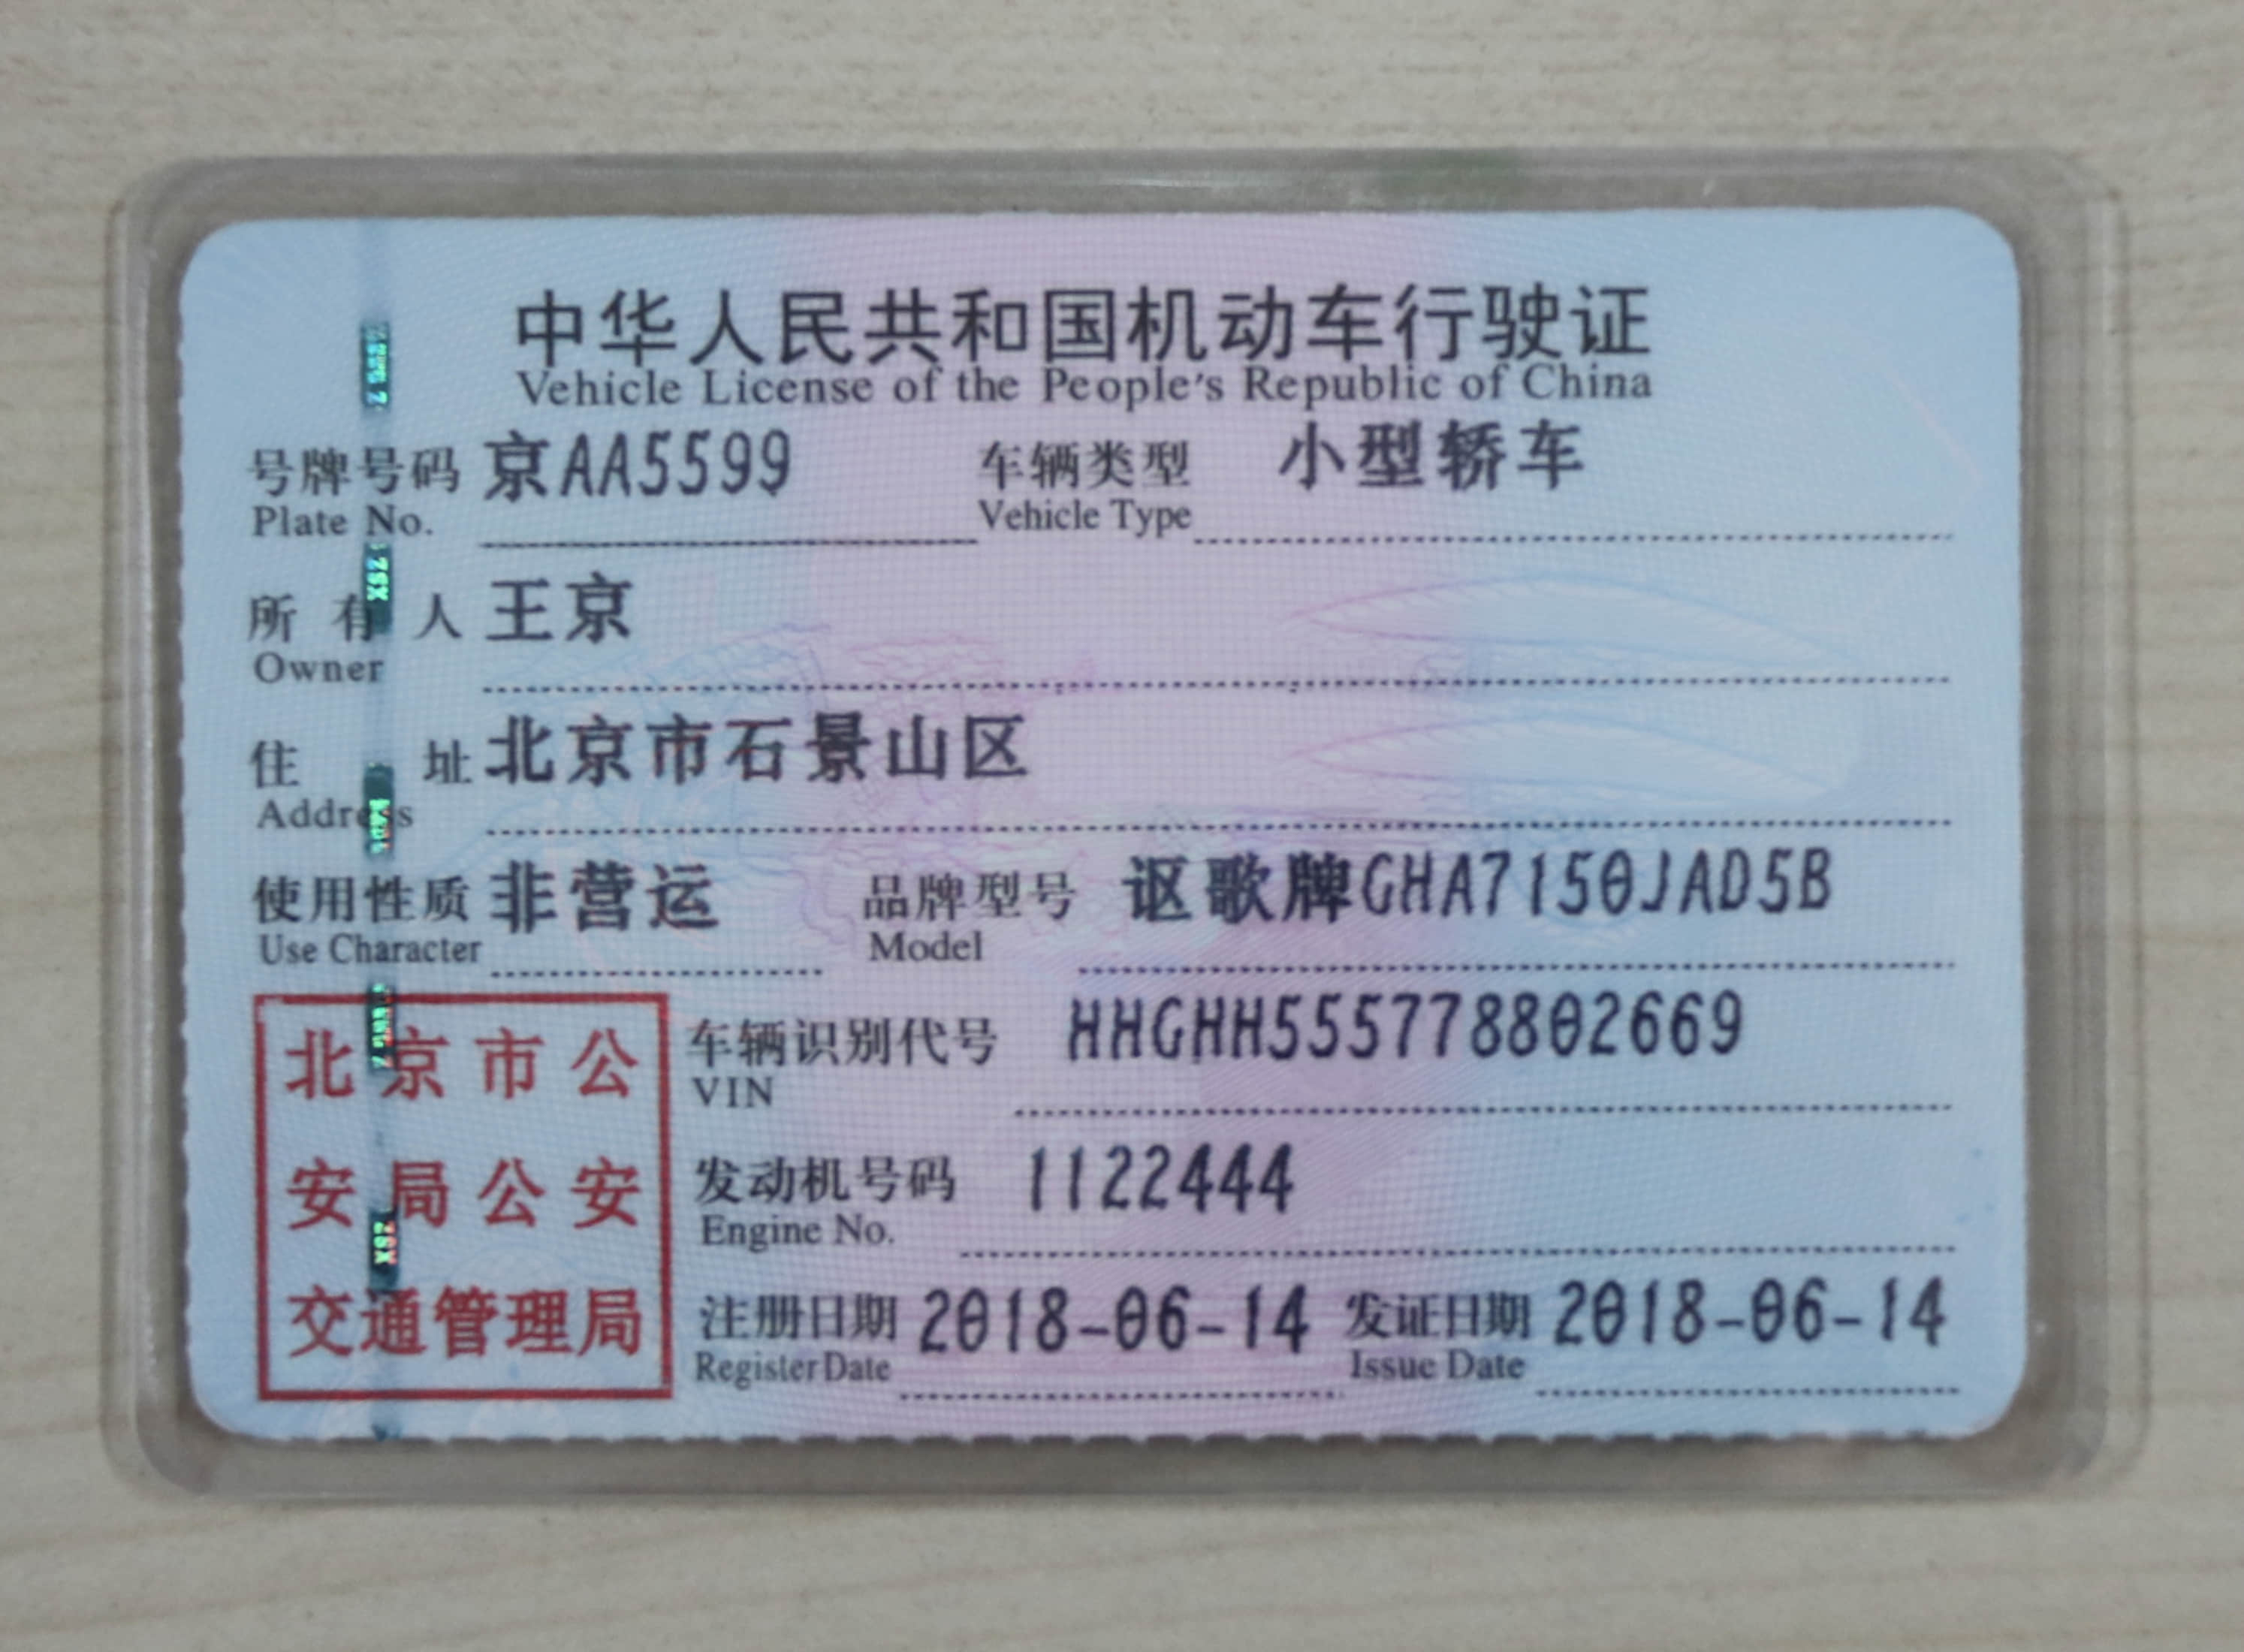 中华人民共和国机动车行驶证
Vehicle License of the People's Republic of China
号牌号码 京AA5599 车辆类型 小型轿车
Plate No. Vehicle Type
所有人 王京
Owner
住址 北京市石景山区
Address
使用性质 非营运 品牌型号 讴歌牌GHA7150JAD5B
Use Character Model
北京市公
安局公安
交通管理局
车辆识别代号 HHGHH555778802669
VIN
发动机号码 1122444
Engine No.
注册日期 2018-06-14 发证日期 2018-06-14
Register Date Issue Date